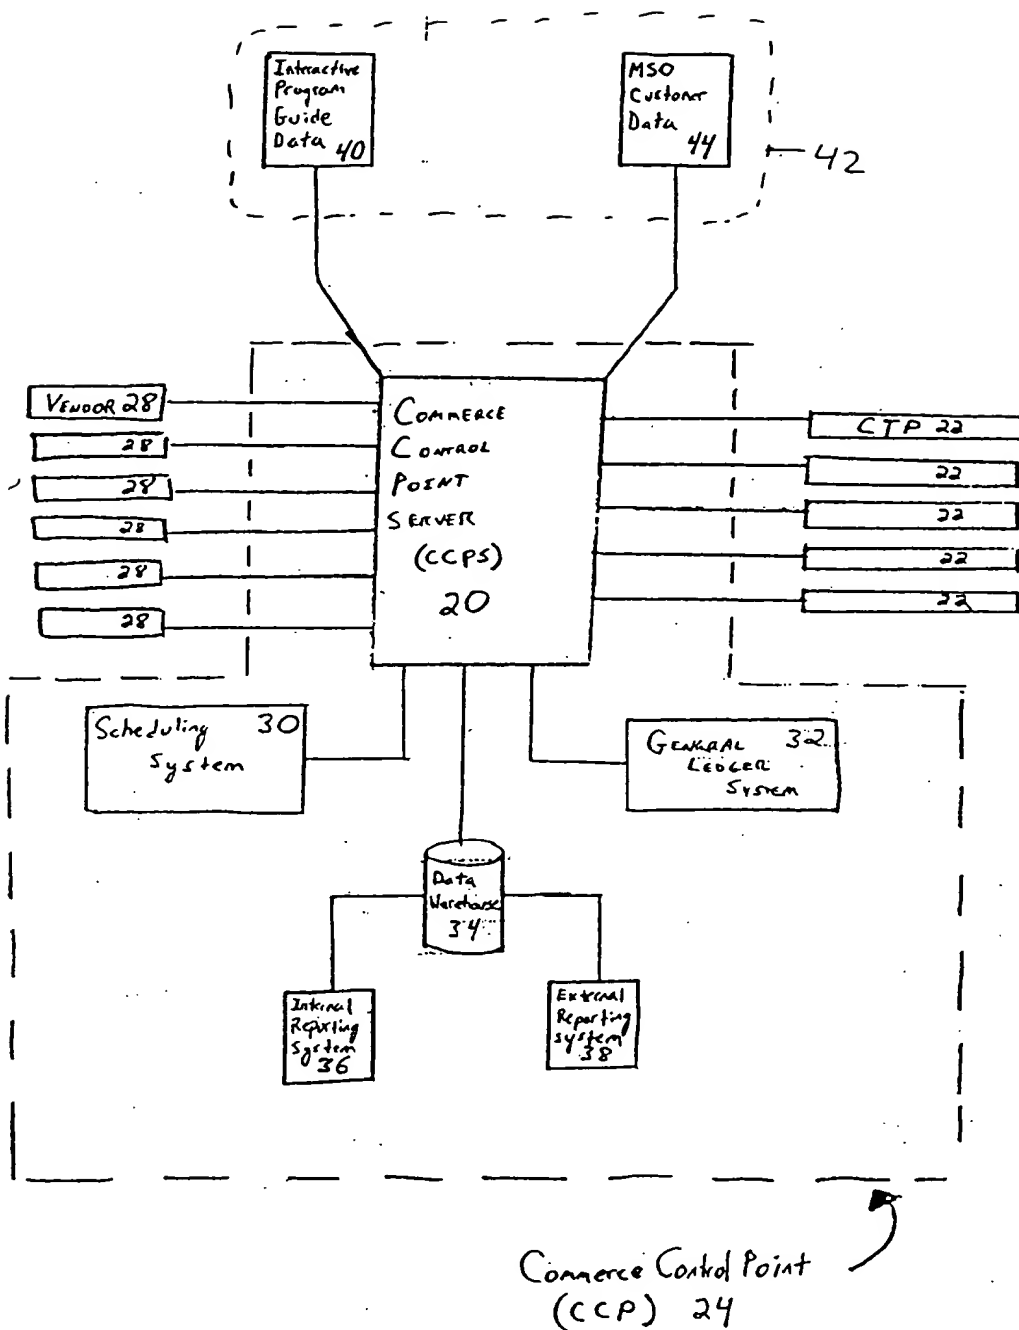 Interactive
Program
Guide
Data 40
MSO
Customer
Data
44
42
VENDOR 28
28
28
28
28
28
COMMERCE
CONTROL
POINT
SERVER
(CCPS)
20
CTP 22
22
22
22
22
Scheduling 30
System
GENERAL 32
LEDGER
SYSTEM
Data
Warehouse
34
Internal
Reporting
System
36
External
Reporting
System
38
Commerce Control Point
(CCP) 24